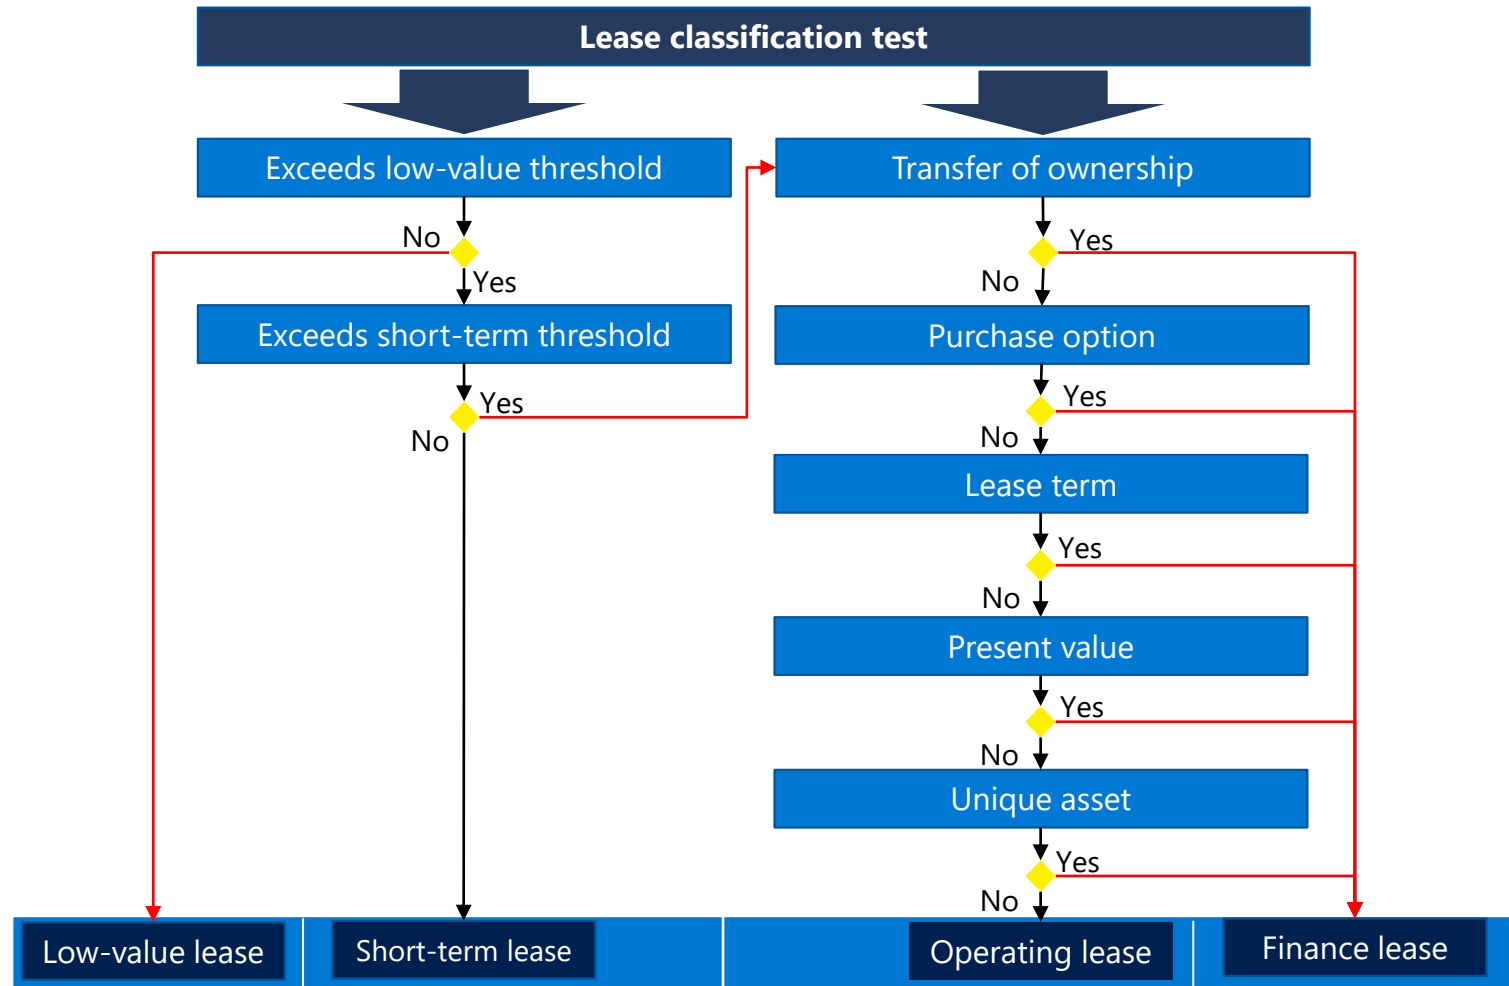 Lease classification test
Exceeds low-value threshold
No
Yes
Exceeds short-term threshold
Yes
No
Transfer of ownership
Yes
No
Purchase option
Yes
No
Lease term
Yes
No
Present value
Yes
No
Unique asset
Yes
No
Low-value lease
Short-term lease
Operating lease
Finance lease